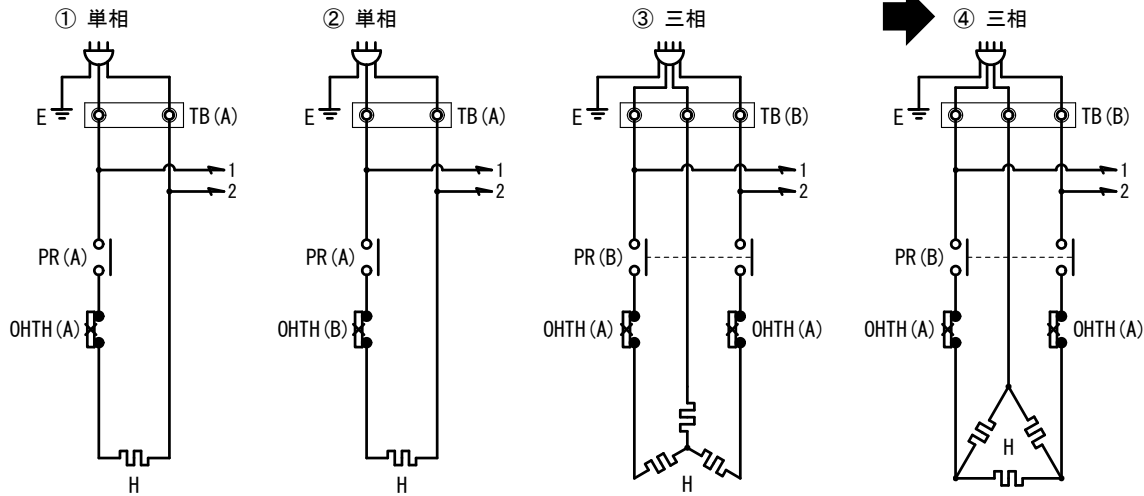 ① 単相
E
TB(A)
1
2
PR(A)
OHTH(A)
H
② 単相
E
TB(A)
1
2
PR(A)
OHTH(B)
H
③ 三相
E
TB(B)
1
2
PR(B)
OHTH(A)
OHTH(A)
H
④ 三相
E
TB(B)
1
2
PR(B)
OHTH(A)
OHTH(A)
H